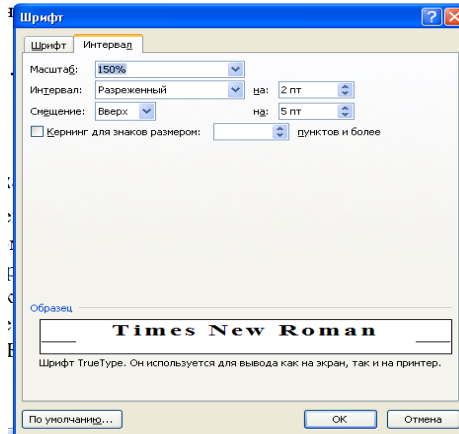 Шрифт
Шрифт Интервал
Масштаб: 150%
Интервал: Разреженный на: 2 пт
Смещение: Вверх на: 5 пт
Кернинг для знаков размером: пунктов и более
Образец
Times New Roman
Шрифт TrueType. Он используется для вывода как на экран, так и на принтер.
По умолчанию... ОК Отмена